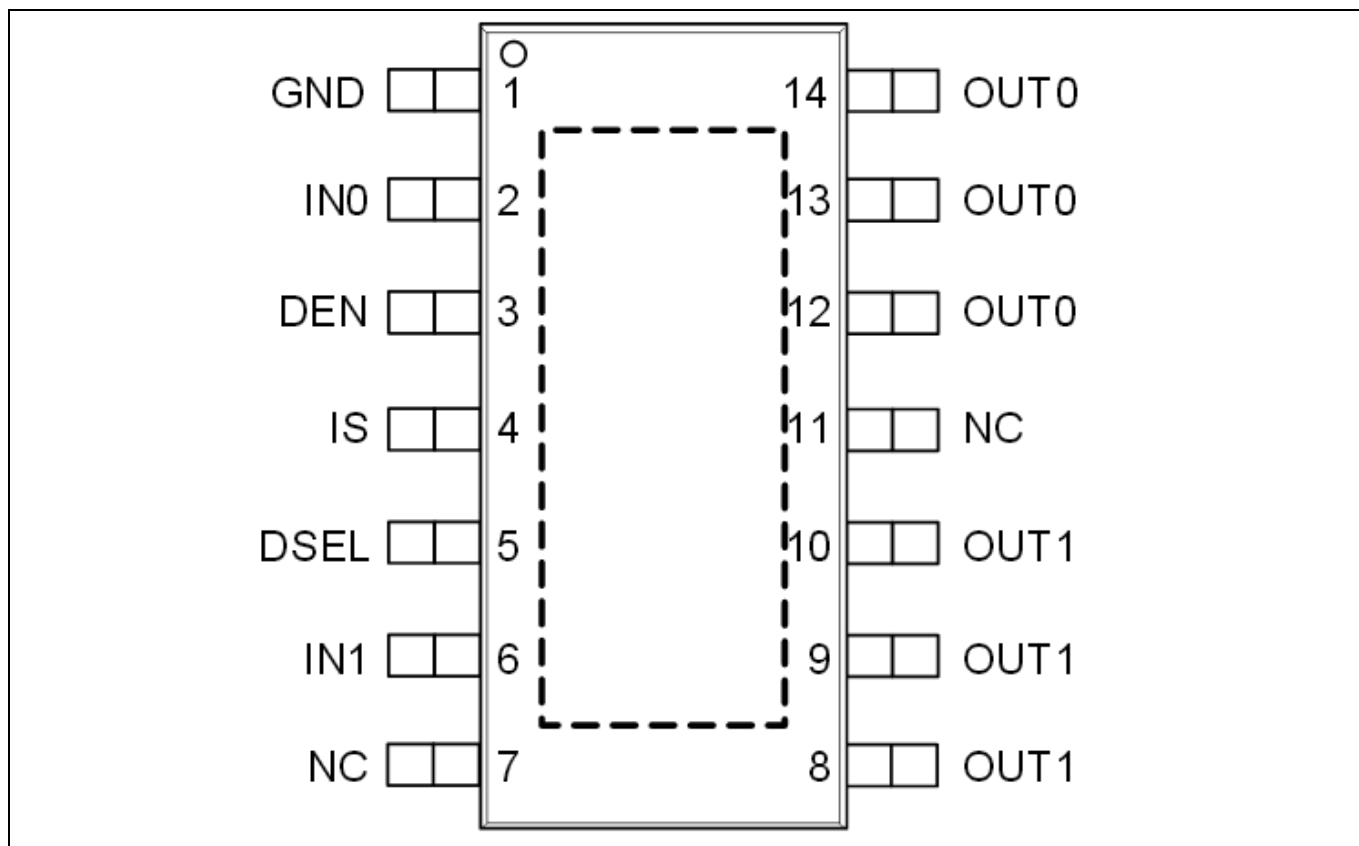 GND 1 14 OUT0
IN0 2 13 OUT0
DEN 3 12 OUT0
IS 4 11 NC
DSEL 5 10 OUT1
IN1 6 9 OUT1
NC 7 8 OUT1